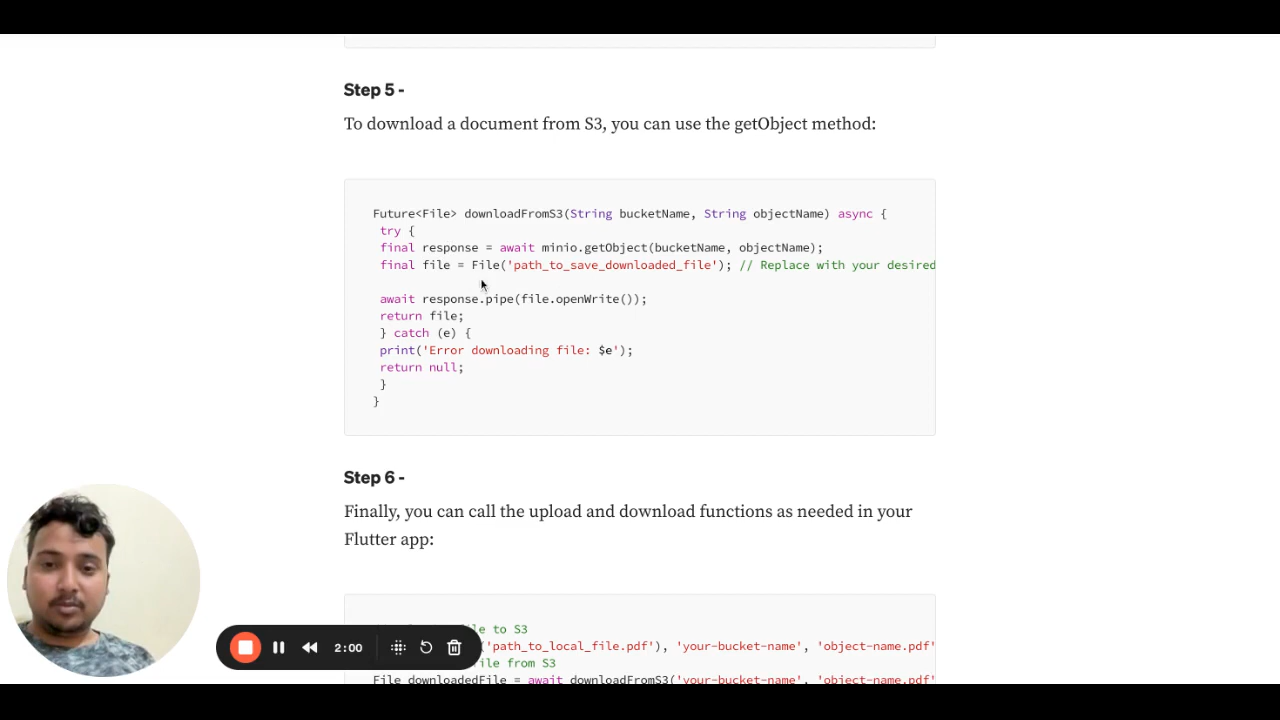 Step 5 -
To download a document from S3, you can use the getObject method:
Future<File> downloadFromS3(String bucketName, String objectName) async {
try {
final response = await minio.getObject(bucketName, objectName);
final file = File('path_to_save_downloaded_file'); // Replace with your desired
await response.pipe(file.openWrite());
return file;
} catch (e) {
print('Error downloading file: $e');
return null;
}
}
Step 6 -
Finally, you can call the upload and download functions as needed in your
Flutter app:
file to S3
('path_to_local_file.pdf'), 'your-bucket-name', 'object-name.pdf'
file from S3
File downloadedFile = await downloadFromS3('your-bucket-name', 'object-name.pdf'
2:00